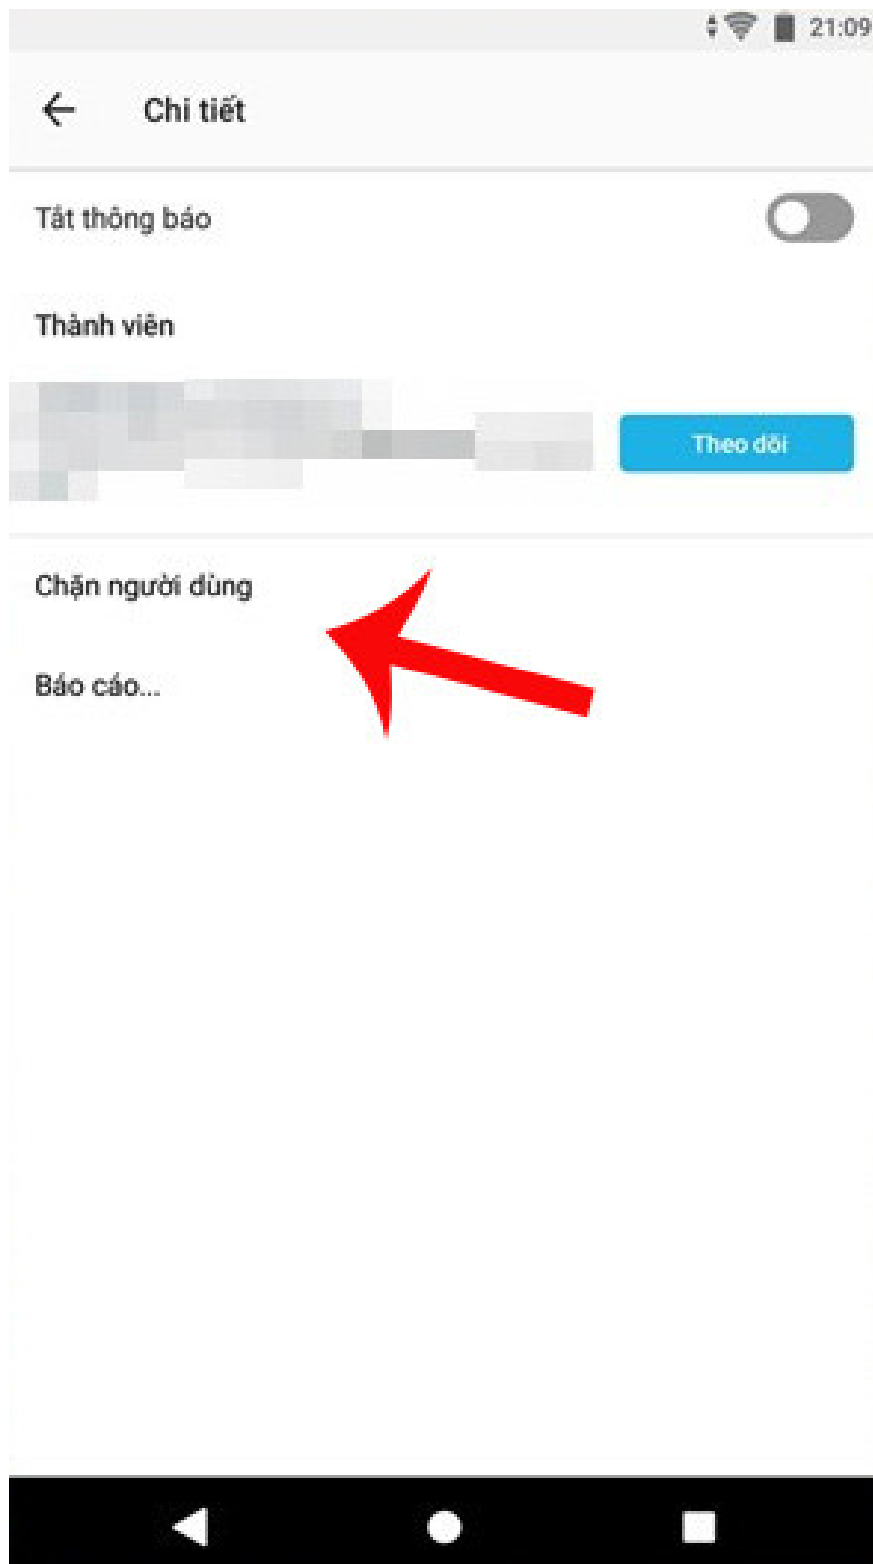 21:09
Chi tiết
Tắt thông báo
Thành viên
Theo dõi
Chặn người dùng
Báo cáo...